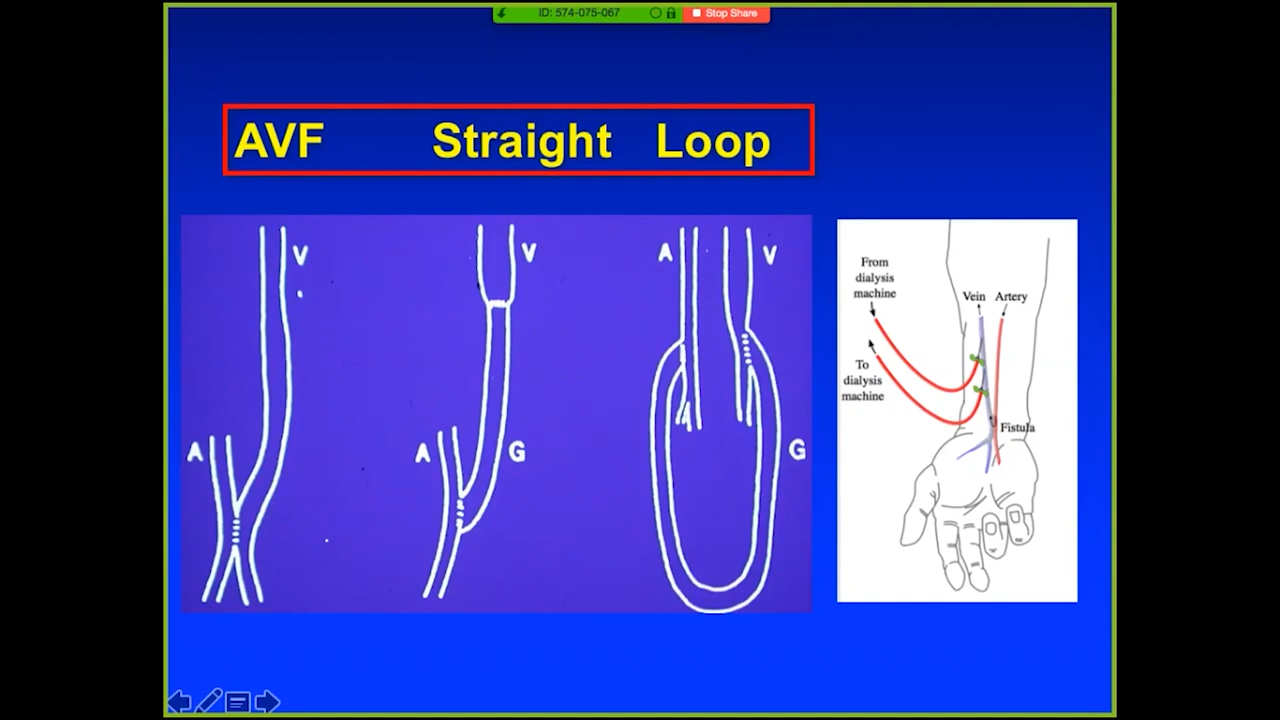 ID: 574-075-067
Stop Share
AVF Straight Loop
V
A
V
A
G
A
V
G
From
dialysis
machine
Vein Artery
To
dialysis
machine
Fistula